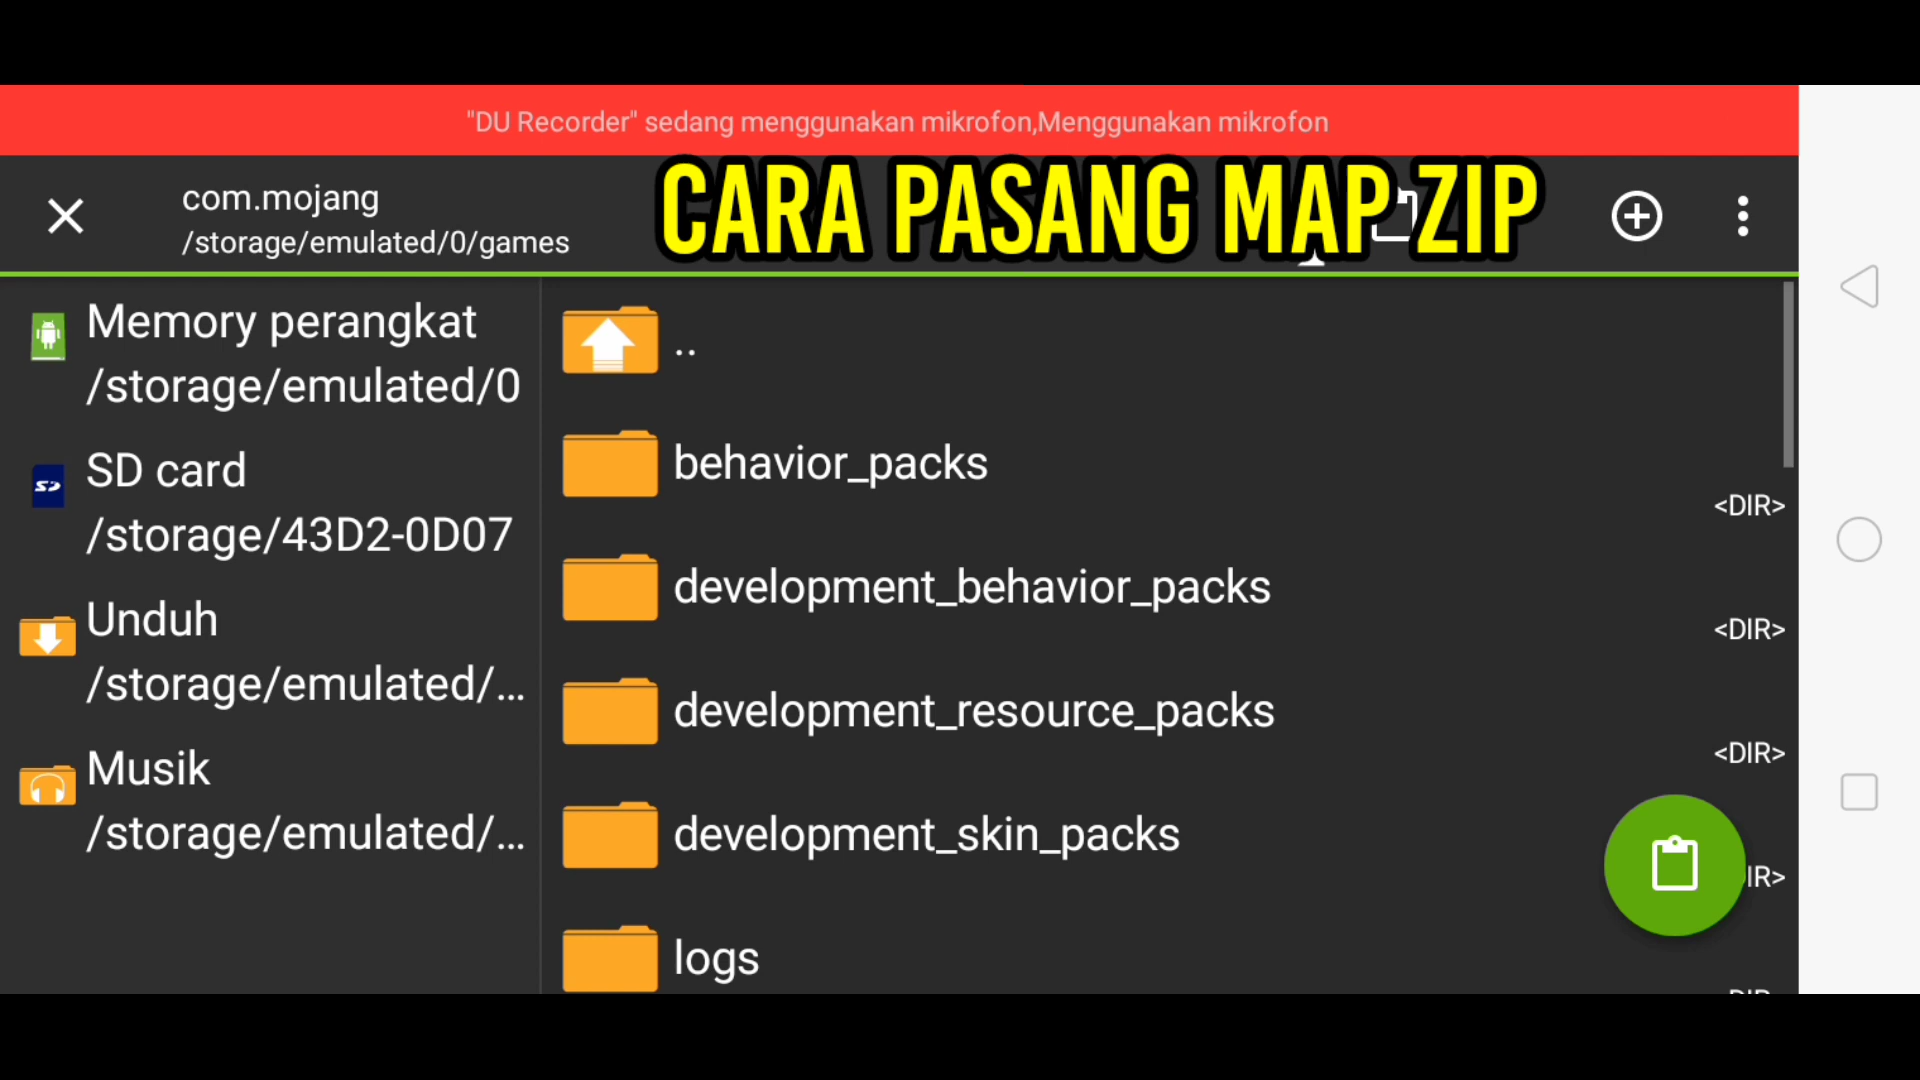 "DU Recorder" sedang menggunakan mikrofon,Menggunakan mikrofon
com.mojang
/storage/emulated/0/games
CARA PASANG MAP ZIP
Memory perangkat
/storage/emulated/0
SD card
/storage/43D2-0D07
Unduh
/storage/emulated/...
Musik
/storage/emulated/...
..
behavior_packs
<DIR>
development_behavior_packs
<DIR>
development_resource_packs
<DIR>
development_skin_packs
IR>
logs